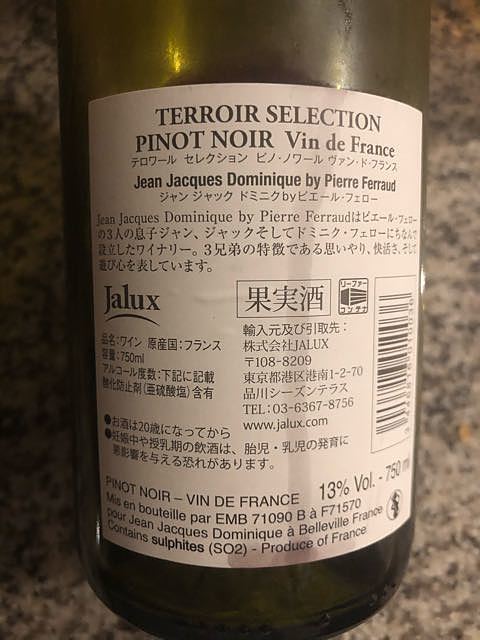 TERROIR SELECTION
PINOT NOIR Vin de France
テロワール セレクション ピノ・ノワール ヴァン・ド・フランス
Jean Jacques Dominique by Pierre Ferraud
ジャン ジャック ドミニク by ピエール・フェロー
Jean Jacques Dominique by Pierre Ferraudはピエール・フェロー
の3人の息子ジャン、ジャックそしてドミニク・フェローにちなんで
設立したワイナリー。3兄弟の特徴である思いやり、快活さ、そして
遊び心を表しています。
Jalux
果実酒
リーファー
コンテナ
品名:ワイン 原産国:フランス
容量:750ml
アルコール度数:下記に記載
酸化防止剤(亜硫酸塩)含有
輸入元及び引取先:
株式会社JALUX
〒108-8209
東京都港区港南1-2-70
品川シーズンテラス
TEL:03-6367-8756
www.jalux.com
●お酒は20歳になってから
●妊娠中や授乳期の飲酒は、胎児・乳児の発育に
悪影響を与える恐れがあります。
PINOT NOIR – VIN DE FRANCE 13% Vol. - 750 ml
Mis en bouteille par EMB 71090 B à F71570
pour Jean Jacques Dominique à Belleville France
Contains sulphites (SO2) - Produce of France